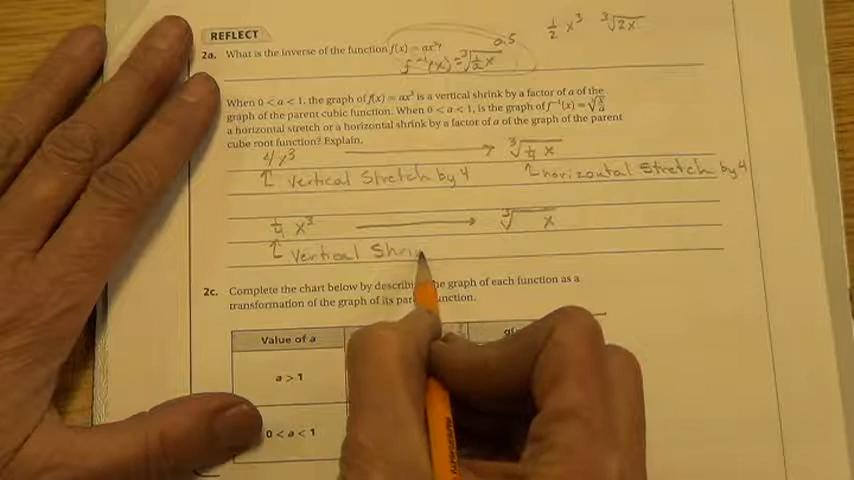 REFLECT
½ x³ ∛2x
2a. What is the inverse of the function f(x) = ax³? 0.5
f⁻¹(x) = ∛(½x)
When 0 < a < 1, the graph of f(x) = ax³ is a vertical shrink by a factor of a of the
graph of the parent cubic function. When 0 < a < 1, is the graph of f⁻¹(x) = ∛(x/a)
a horizontal stretch or a horizontal shrink by a factor of a of the graph of the parent
cube root function? Explain.
4x³ → ∛(¼ x)
↑ Vertical Stretch by 4 ↑ horizontal Stretch by 4
¼ x³ → ∛ x
↑ Vertical Shri
2c. Complete the chart below by describi the graph of each function as a
transformation of the graph of its par unction.
Value of a
a > 1
0 < a < 1